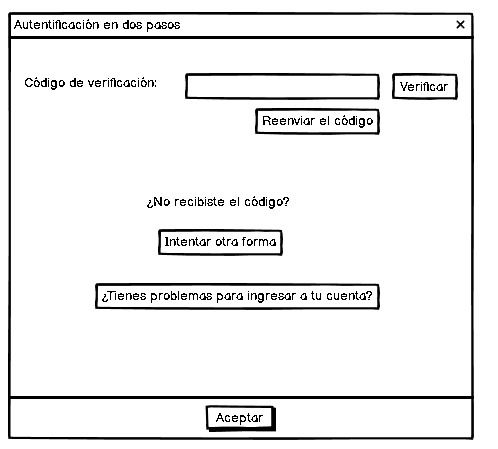 Autentificación en dos pasos
Código de verificación:
Verificar
Reenviar el código
¿No recibiste el código?
Intentar otra forma
¿Tienes problemas para ingresar a tu cuenta?
Aceptar